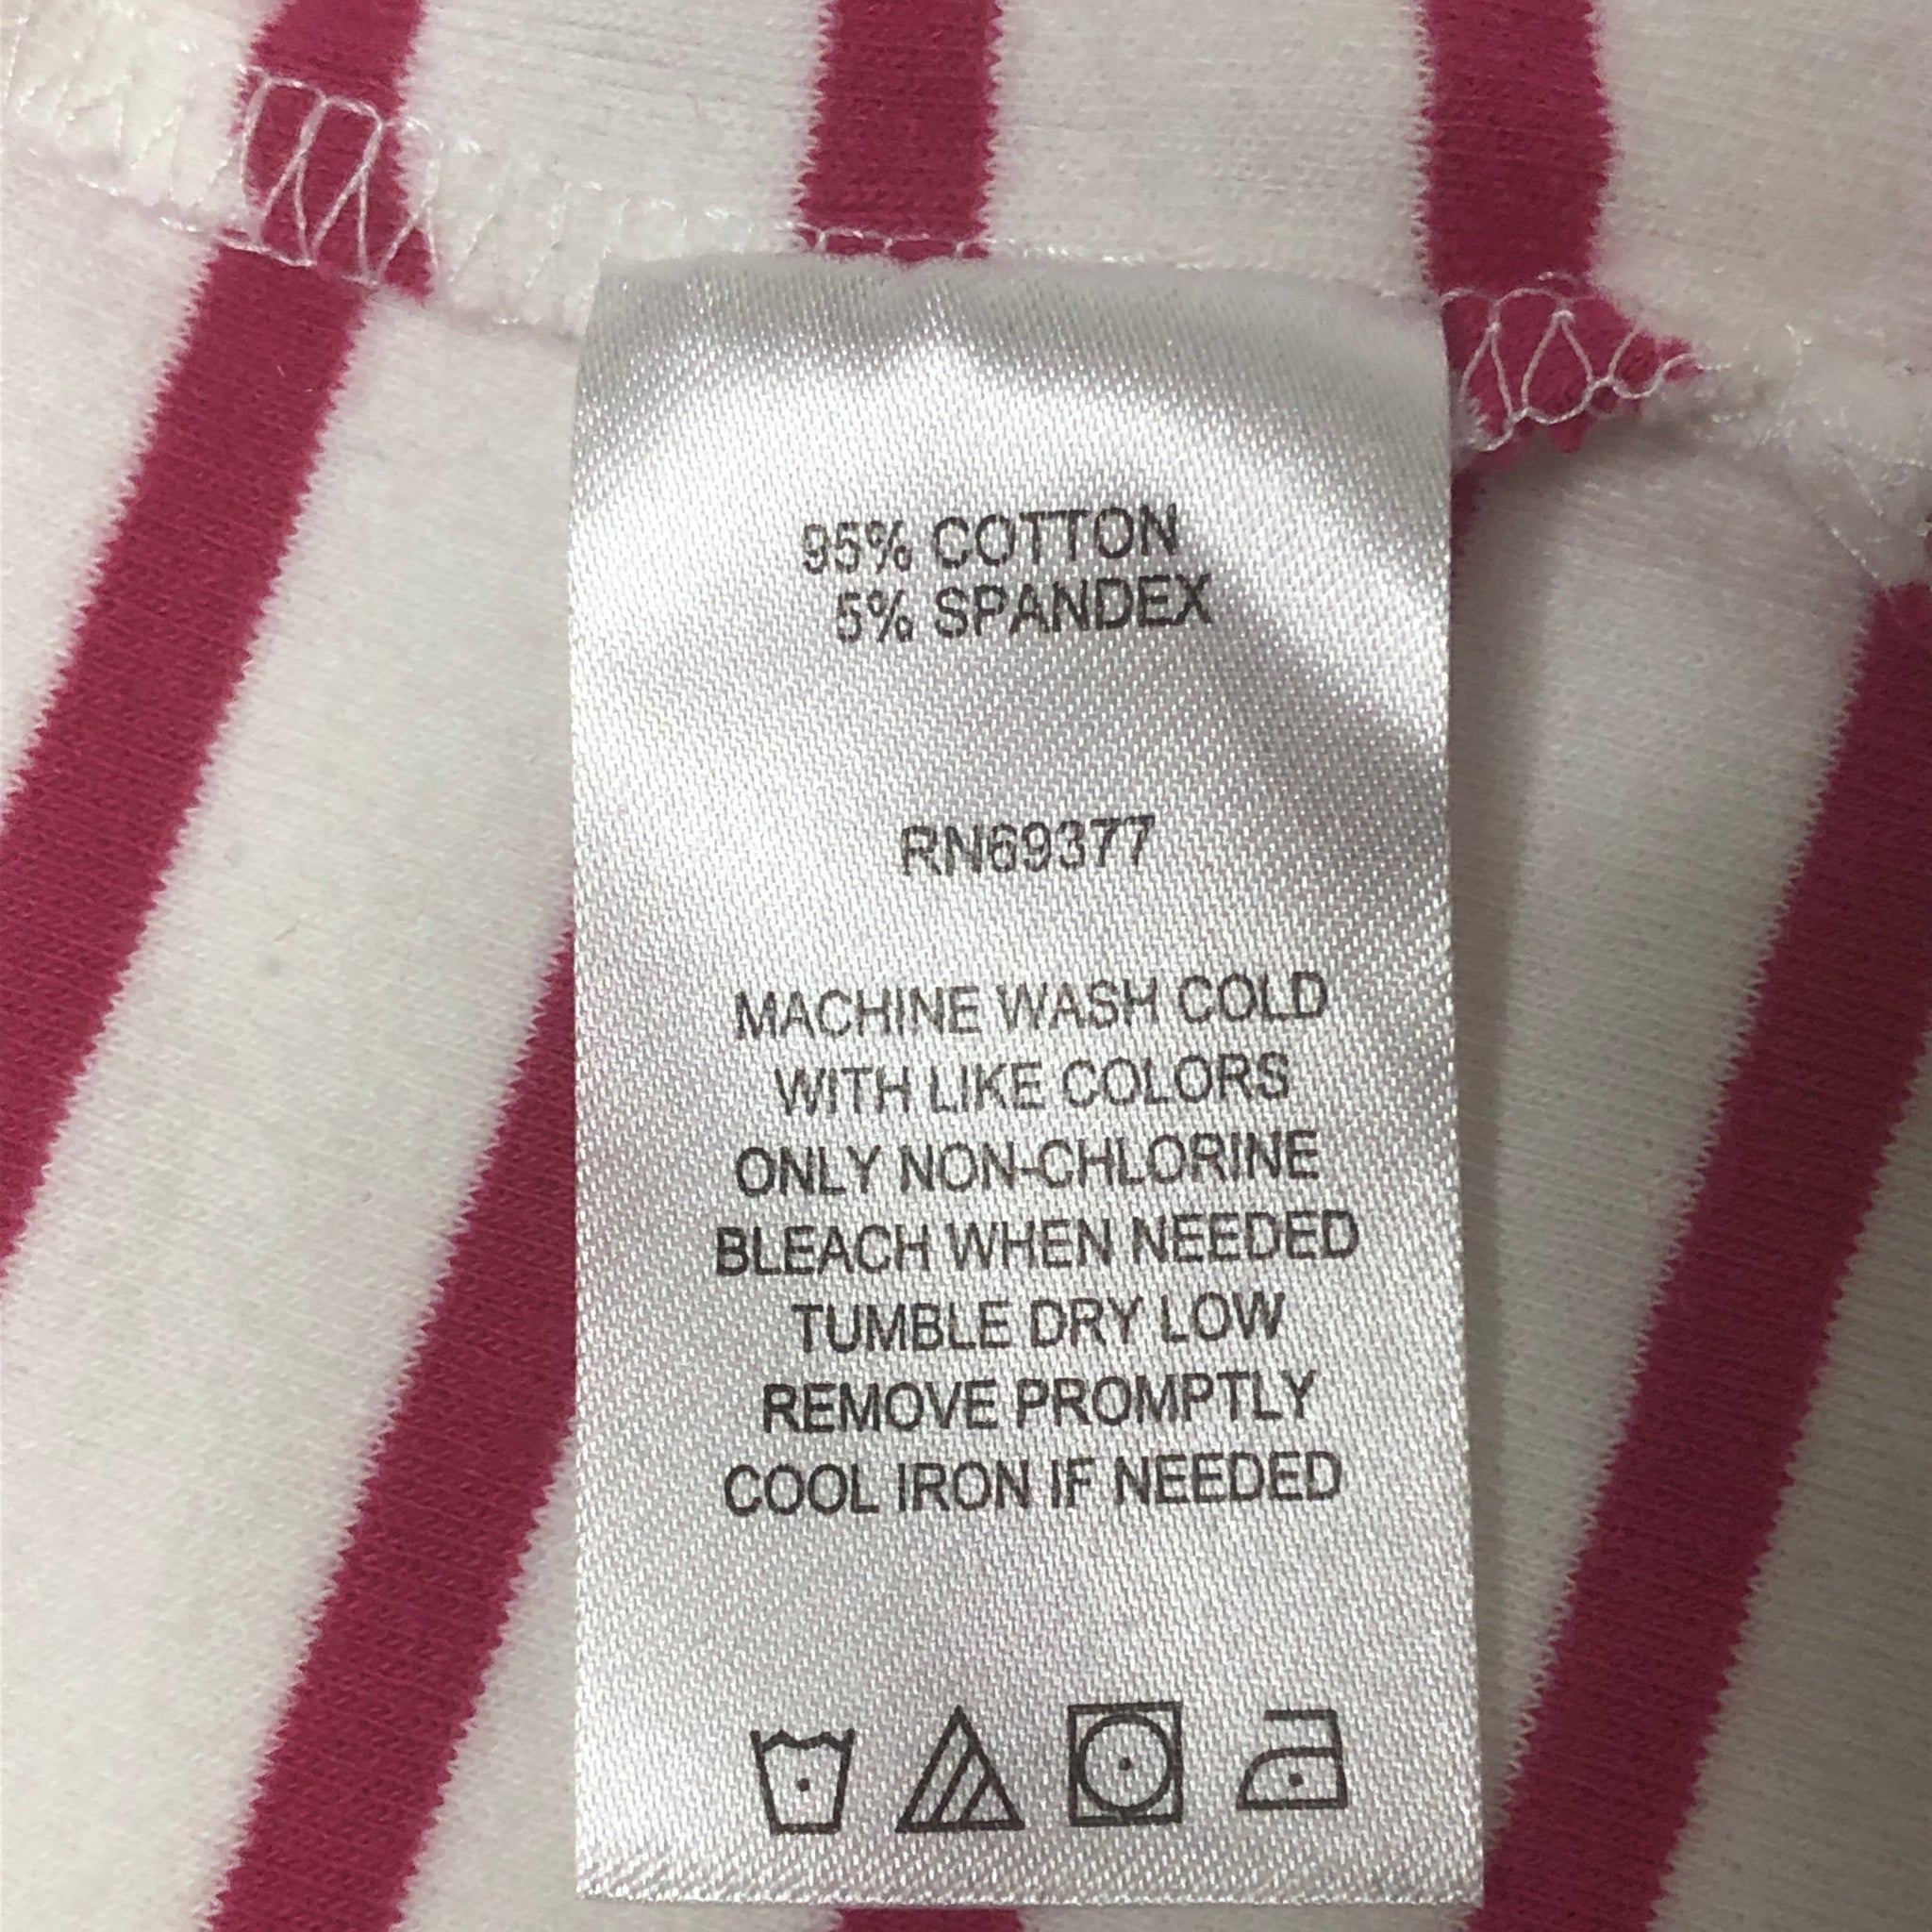 95% COTTON
5% SPANDEX
RN69377
MACHINE WASH COLD
WITH LIKE COLORS
ONLY NON-CHLORINE
BLEACH WHEN NEEDED
TUMBLE DRY LOW
REMOVE PROMPTLY
COOL IRON IF NEEDED